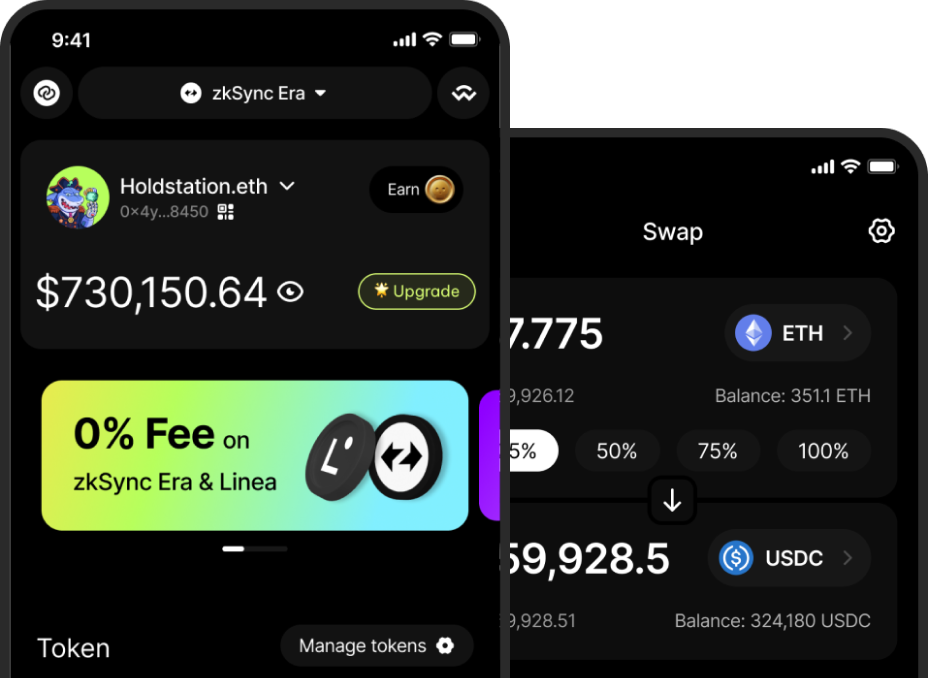 9:41
zkSync Era
Holdstation.eth
0x4y...8450
Earn
$730,150.64
Upgrade
0% Fee on
zkSync Era & Linea
Token
Manage tokens
Swap
7.775
ETH
9,926.12
Balance: 351.1 ETH
5%
50%
75%
100%
59,928.5
USDC
9,928.51
Balance: 324,180 USDC